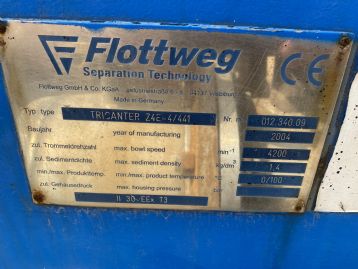 Flottweg
Separation Technology
Flottweg GmbH & Co. KGaA
Made in Germany
CE
Typ type TRICANTER Z4E-4/441 Nr. 012.340.09
Baujahr year of manufacturing 2004
zul. Trommeldrehzahl max. bowl speed min-1 4200
zul. Sedimentdichte max. sediment density kg/dm3 1,4
min./max. Produkttemp. min./max. product temperature °C 0/100
zul. Gehäusedruck max. housing pressure
II 3G-EEx T3